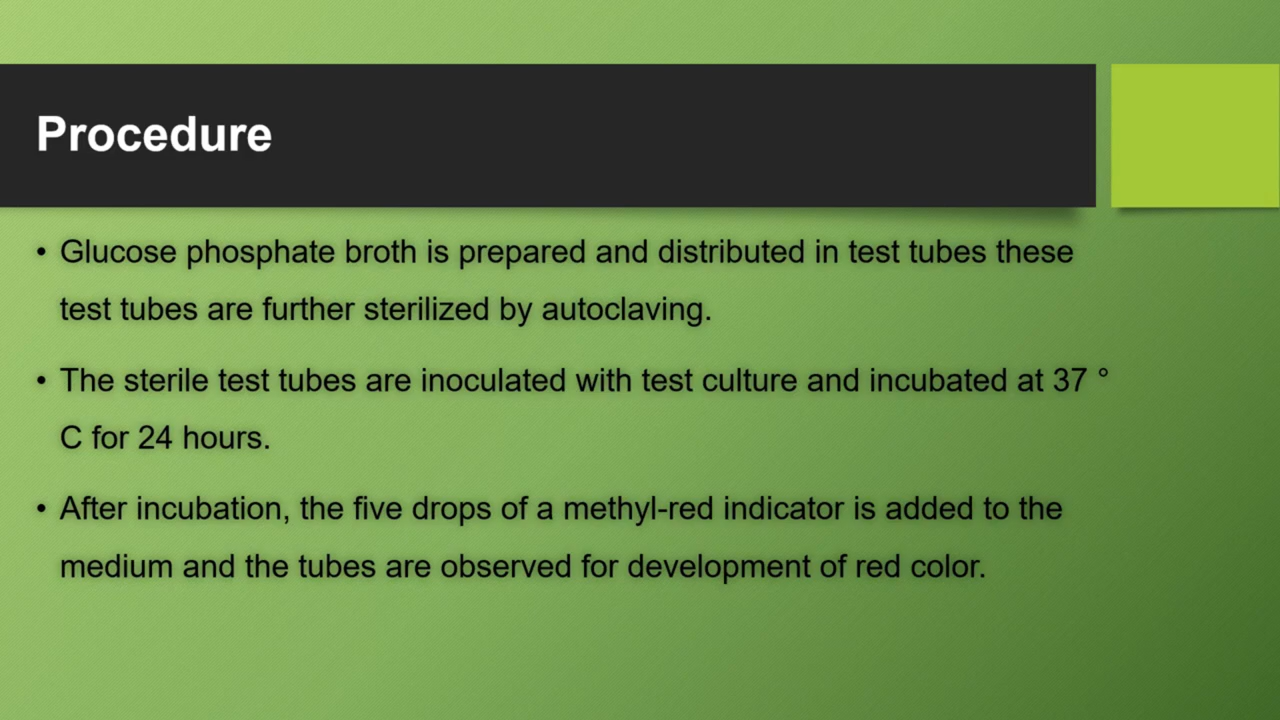 Procedure
• Glucose phosphate broth is prepared and distributed in test tubes these
test tubes are further sterilized by autoclaving.
• The sterile test tubes are inoculated with test culture and incubated at 37 °
C for 24 hours.
• After incubation, the five drops of a methyl-red indicator is added to the
medium and the tubes are observed for development of red color.